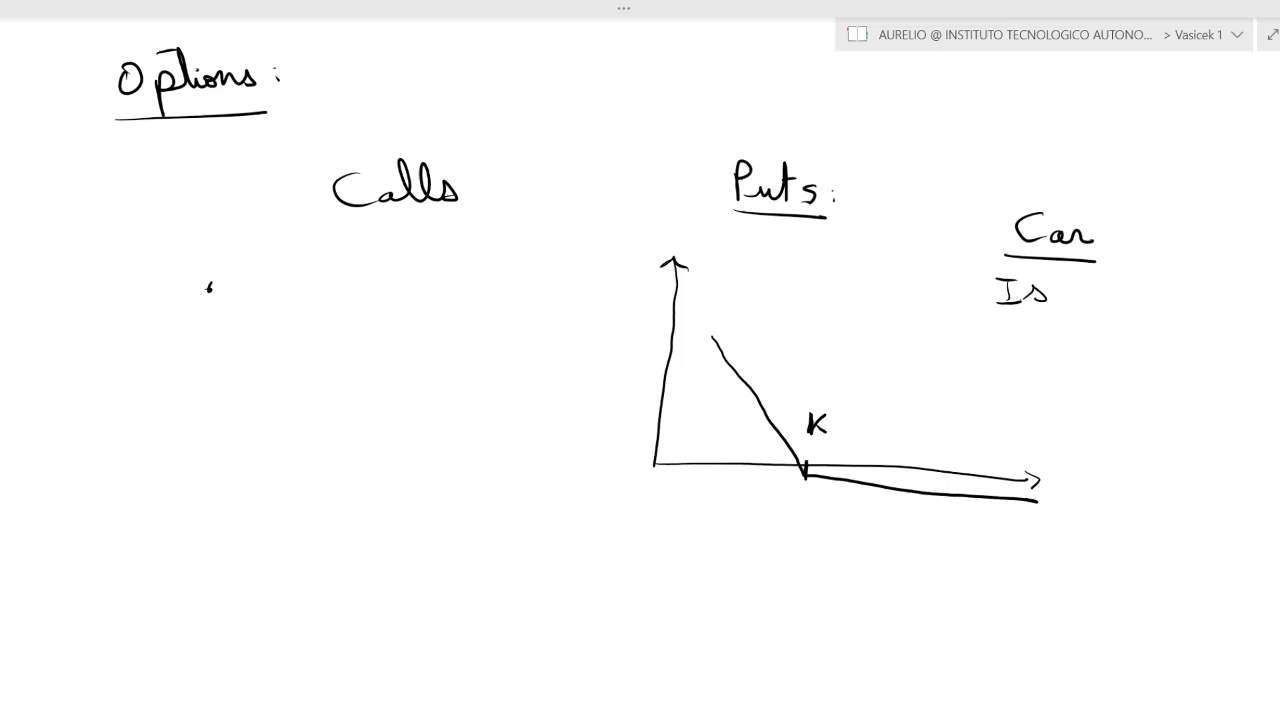 AURELIO @ INSTITUTO TECNOLOGICO AUTONO... > Vasicek 1
Options:
Calls
Puts:
Car
Is
K